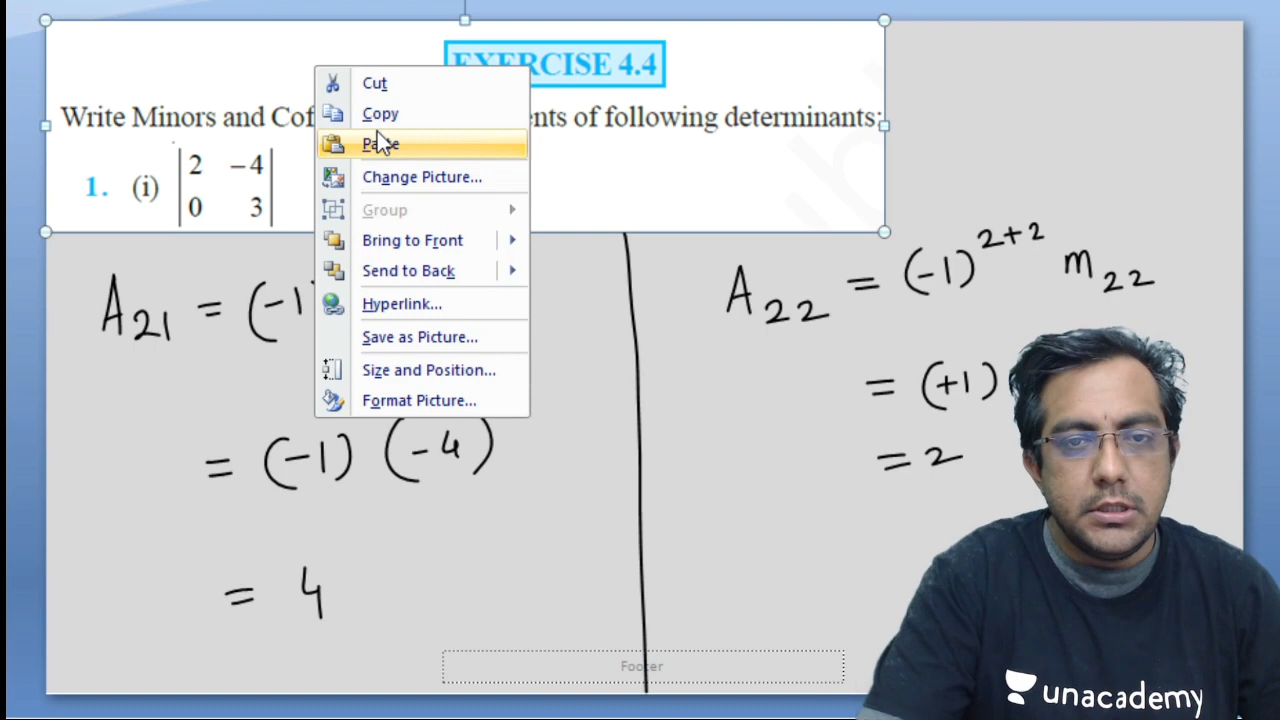 EXERCISE 4.4
Write Minors and Cof ents of following determinants:
1. (i) | 2 −4 |
| 0 3 |
Cut
Copy
Paste
Change Picture...
Group
Bring to Front
Send to Back
Hyperlink...
Save as Picture...
Size and Position...
Format Picture...
A21 = (-1)
= (-1) (-4)
= 4
A22 = (-1)^2+2 m22
= (+1)
= 2
Footer
unacademy